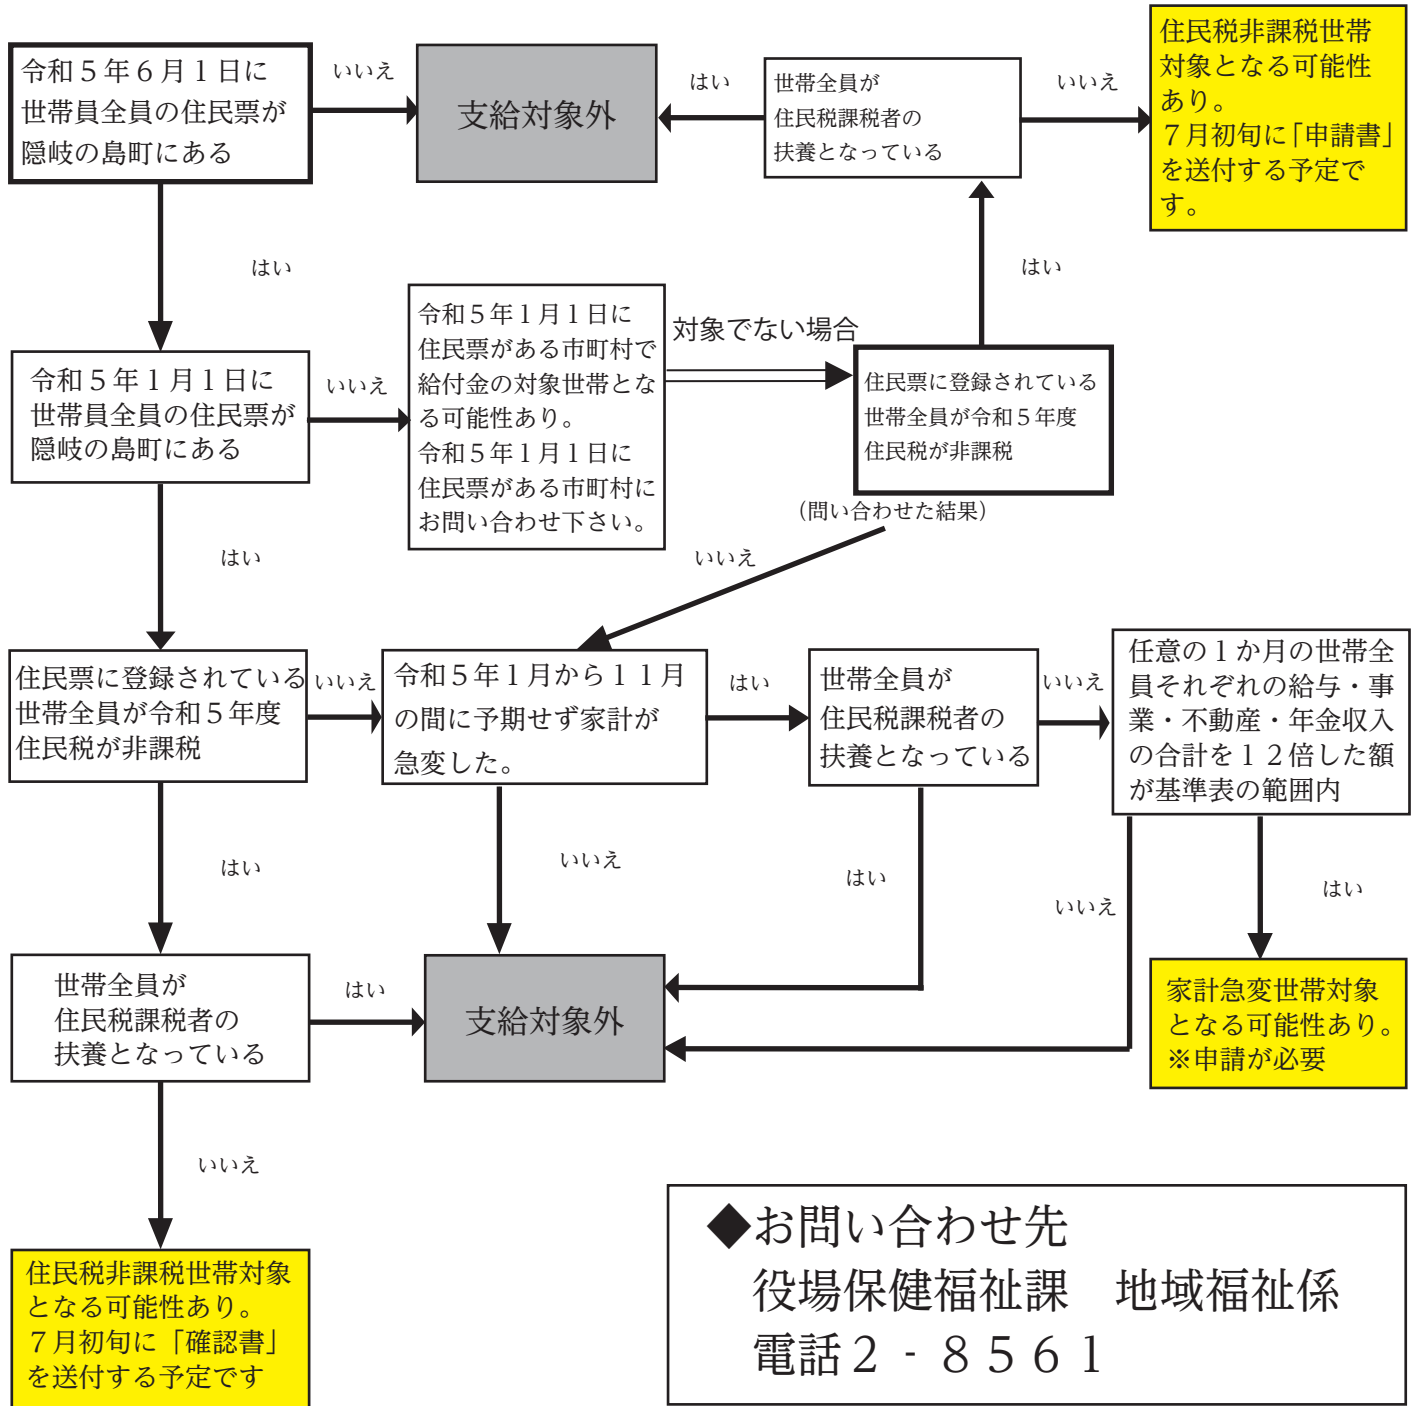 令和５年６月１日に
世帯員全員の住民票が
隠岐の島町にある
いいえ
支給対象外
はい
世帯全員が
住民税課税者の
扶養となっている
いいえ
住民税非課税世帯
対象となる可能性
あり。
７月初旬に「申請書」
を送付する予定で
す。
はい
はい
令和５年１月１日に
世帯員全員の住民票が
隠岐の島町にある
いいえ
令和５年１月１日に
住民票がある市町村で
給付金の対象世帯とな
る可能性あり。
令和５年１月１日に
住民票がある市町村に
お問い合わせ下さい。
対象でない場合
住民票に登録されている
世帯全員が令和５年度
住民税が非課税
（問い合わせた結果）
はい
いいえ
住民票に登録されている
世帯全員が令和５年度
住民税が非課税
いいえ
令和５年１月から１１月
の間に予期せず家計が
急変した。
はい
世帯全員が
住民税課税者の
扶養となっている
いいえ
任意の１か月の世帯全
員それぞれの給与・事
業・不動産・年金収入
の合計を１２倍した額
が基準表の範囲内
はい
いいえ
はい
いいえ
はい
世帯全員が
住民税課税者の
扶養となっている
はい
支給対象外
家計急変世帯対象
となる可能性あり。
※申請が必要
いいえ
住民税非課税世帯対象
となる可能性あり。
７月初旬に「確認書」
を送付する予定です
◆お問い合わせ先
役場保健福祉課　地域福祉係
電話２‐８５６１